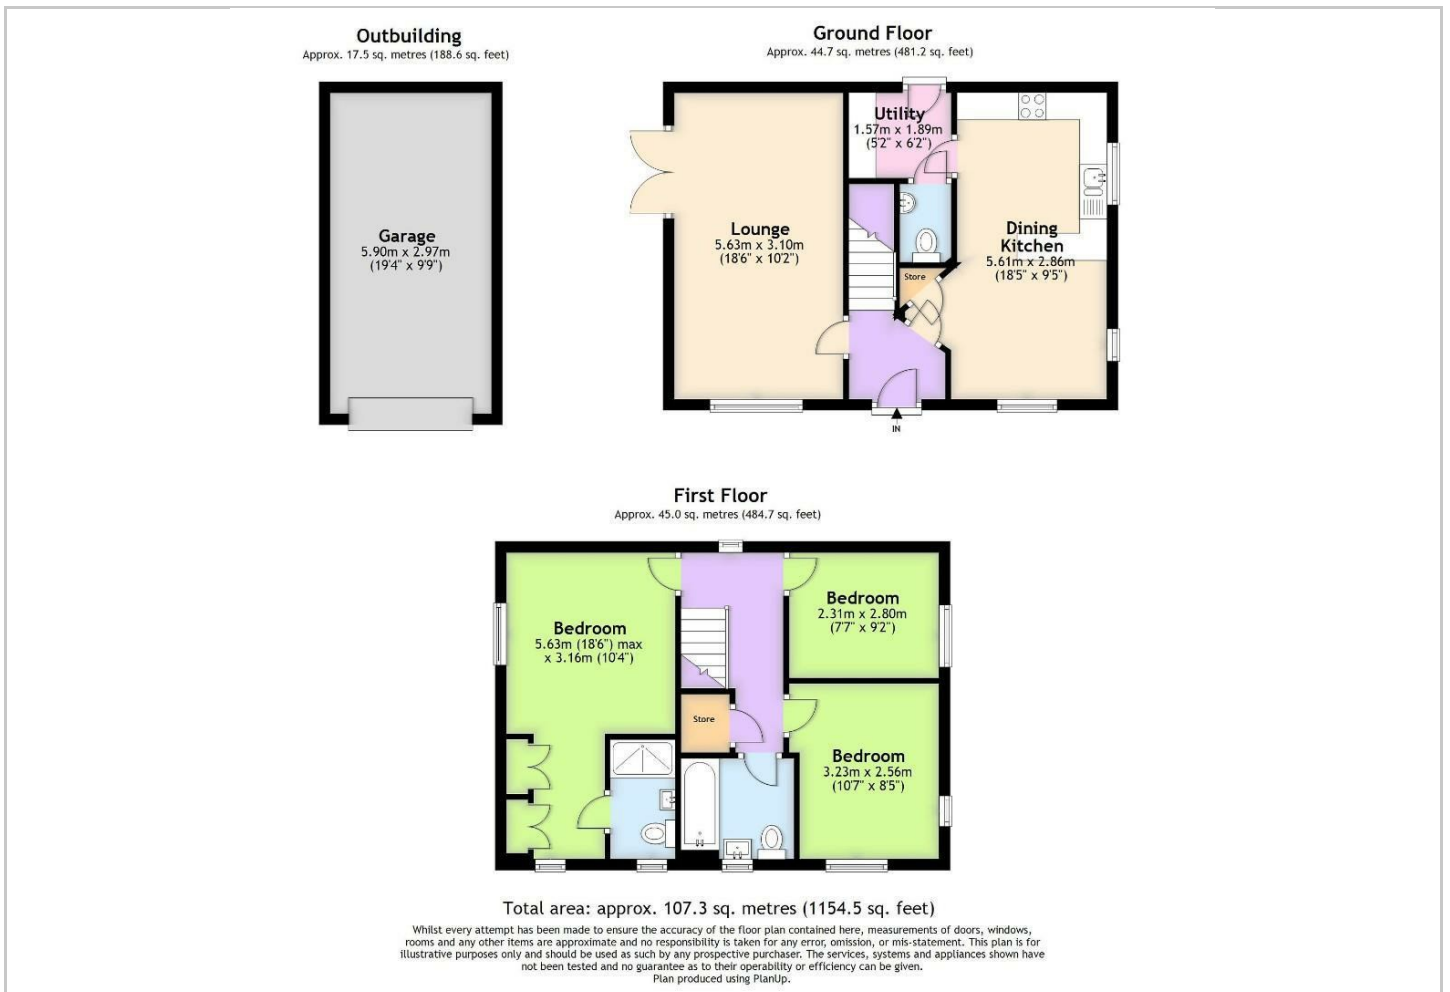 Outbuilding
Approx. 17.5 sq. metres (188.6 sq. feet)
Garage
5.90m x 2.97m
(19'4" x 9'9")
Ground Floor
Approx. 44.7 sq. metres (481.2 sq. feet)
Lounge
5.63m x 3.10m
(18'6" x 10'2")
Utility
1.57m x 1.89m
(5'2" x 6'2")
Dining
Kitchen
5.61m x 2.86m
(18'5" x 9'5")
Store
IN
First Floor
Approx. 45.0 sq. metres (484.7 sq. feet)
Bedroom
5.63m (18'6") max
x 3.16m (10'4")
Bedroom
2.31m x 2.80m
(7'7" x 9'2")
Store
Bedroom
3.23m x 2.56m
(10'7" x 8'5")
Total area: approx. 107.3 sq. metres (1154.5 sq. feet)
Whilst every attempt has been made to ensure the accuracy of the floor plan contained here, measurements of doors, windows,
rooms and any other items are approximate and no responsibility is taken for any error, omission, or mis-statement. This plan is for
illustrative purposes only and should be used as such by any prospective purchaser. The services, systems and appliances shown have
not been tested and no guarantee as to their operability or efficiency can be given.
Plan produced using PlanUp.